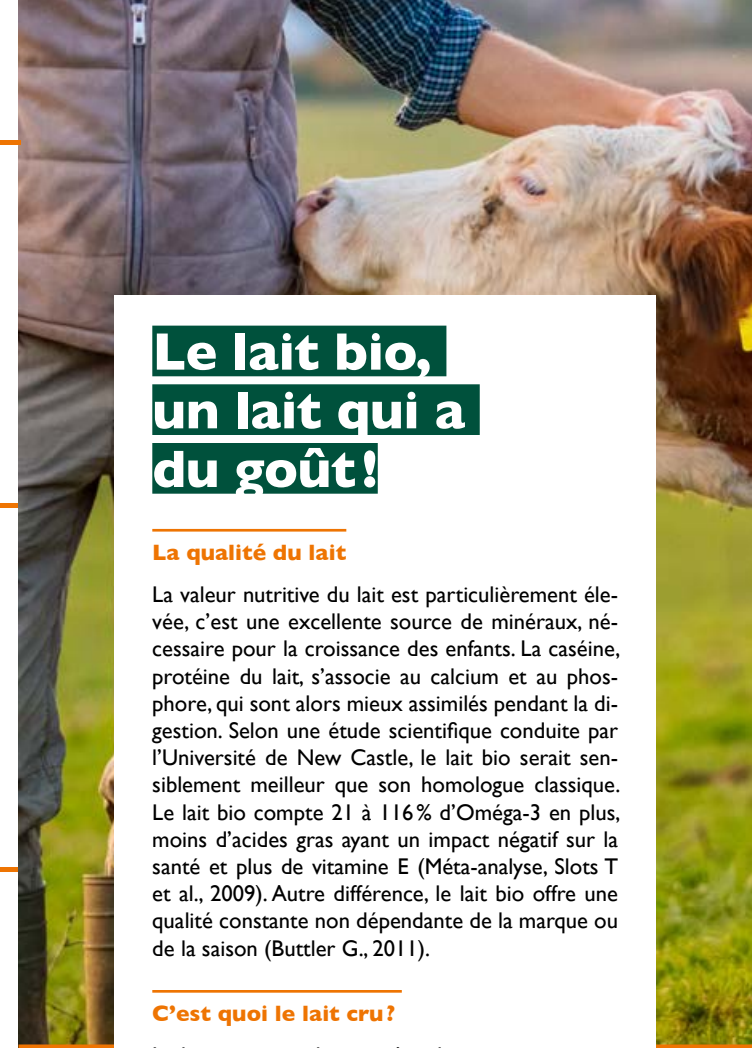 Le lait bio,
un lait qui a
du goût !
La qualité du lait
La valeur nutritive du lait est particulièrement éle-
vée, c’est une excellente source de minéraux, né-
cessaire pour la croissance des enfants. La caséine,
protéine du lait, s’associe au calcium et au phos-
phore, qui sont alors mieux assimilés pendant la di-
gestion. Selon une étude scientifique conduite par
l’Université de New Castle, le lait bio serait sen-
siblement meilleur que son homologue classique.
Le lait bio compte 21 à 116 % d’Oméga-3 en plus,
moins d’acides gras ayant un impact négatif sur la
santé et plus de vitamine E (Méta-analyse, Slots T
et al., 2009). Autre différence, le lait bio offre une
qualité constante non dépendante de la marque ou
de la saison (Buttler G., 2011).
C’est quoi le lait cru ?